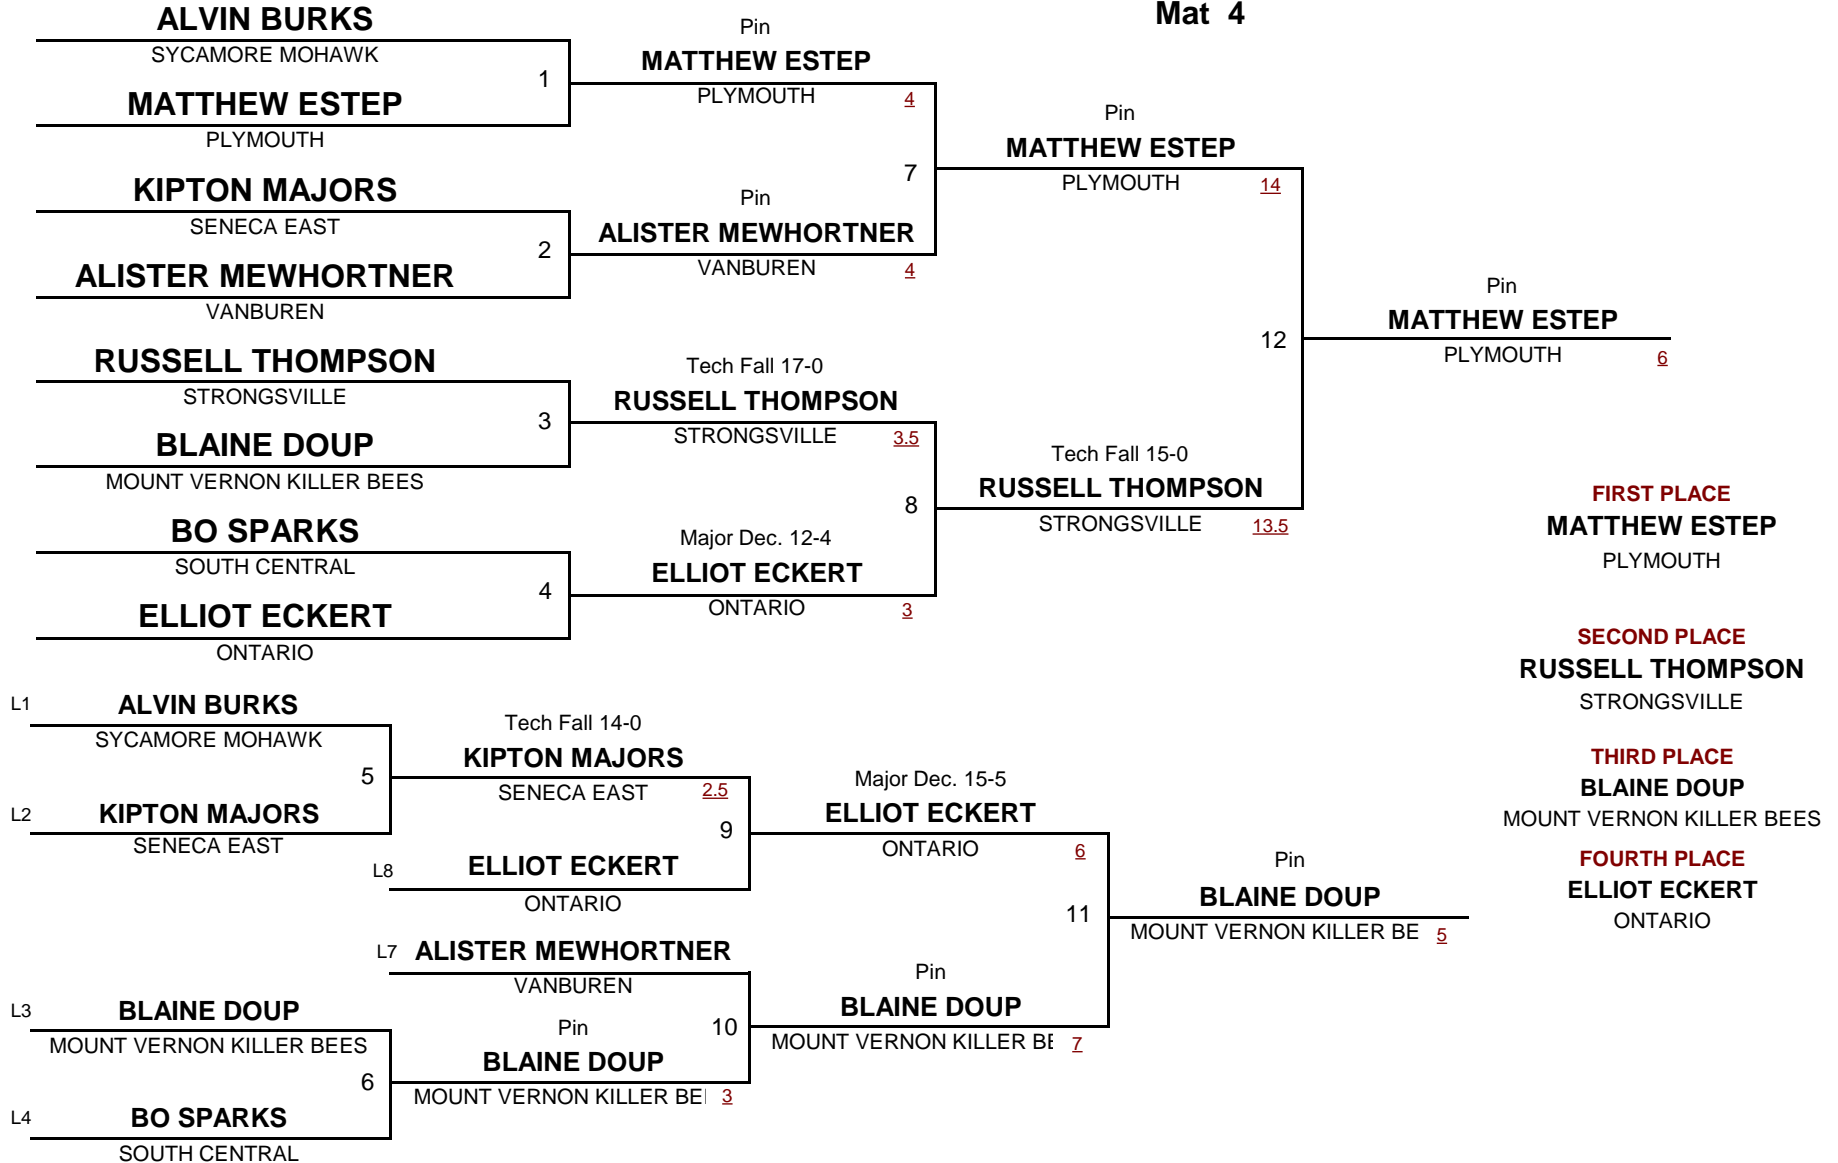 Mat 4
ALVIN BURKS
SYCAMORE MOHAWK
1
MATTHEW ESTEP
PLYMOUTH
Pin
MATTHEW ESTEP
PLYMOUTH
4
KIPTON MAJORS
SENECA EAST
2
ALISTER MEWHORTNER
VANBUREN
Pin
ALISTER MEWHORTNER
VANBUREN
4
7
Pin
MATTHEW ESTEP
PLYMOUTH
14
RUSSELL THOMPSON
STRONGSVILLE
3
BLAINE DOUP
MOUNT VERNON KILLER BEES
Tech Fall 17-0
RUSSELL THOMPSON
STRONGSVILLE
3.5
BO SPARKS
SOUTH CENTRAL
4
ELLIOT ECKERT
ONTARIO
Major Dec. 12-4
ELLIOT ECKERT
ONTARIO
3
8
Tech Fall 15-0
RUSSELL THOMPSON
STRONGSVILLE
13.5
12
Pin
MATTHEW ESTEP
PLYMOUTH
6
FIRST PLACE
MATTHEW ESTEP
PLYMOUTH
SECOND PLACE
RUSSELL THOMPSON
STRONGSVILLE
THIRD PLACE
BLAINE DOUP
MOUNT VERNON KILLER BEES
FOURTH PLACE
ELLIOT ECKERT
ONTARIO
L1
ALVIN BURKS
SYCAMORE MOHAWK
5
L2
KIPTON MAJORS
SENECA EAST
Tech Fall 14-0
KIPTON MAJORS
SENECA EAST
2.5
9
L8
ELLIOT ECKERT
ONTARIO
Major Dec. 15-5
ELLIOT ECKERT
ONTARIO
6
L7
ALISTER MEWHORTNER
VANBUREN
L3
BLAINE DOUP
MOUNT VERNON KILLER BEES
6
L4
BO SPARKS
SOUTH CENTRAL
Pin
BLAINE DOUP
MOUNT VERNON KILLER BE
3
10
Pin
BLAINE DOUP
MOUNT VERNON KILLER BE
7
11
Pin
BLAINE DOUP
MOUNT VERNON KILLER BE
5